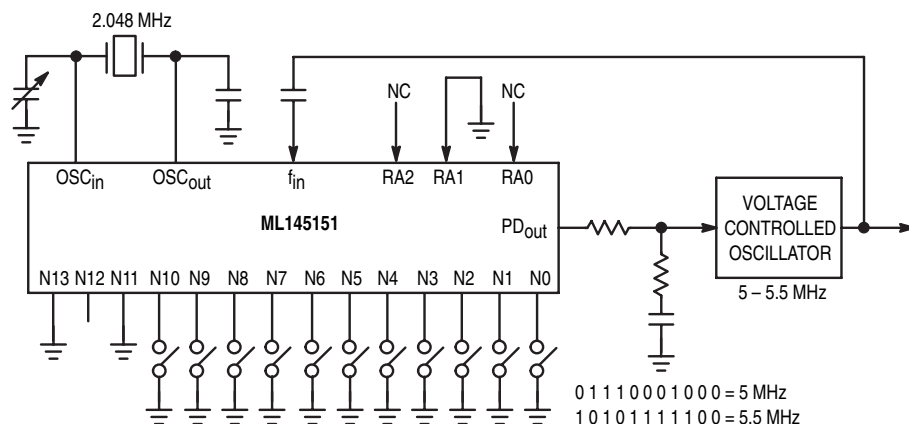 2.048 MHz
NC
NC
OSCin
OSCout
fin
RA2
RA1
RA0
ML145151
PDout
VOLTAGE
CONTROLLED
OSCILLATOR
5 – 5.5 MHz
N13 N12 N11 N10 N9 N8 N7 N6 N5 N4 N3 N2 N1 N0
0 1 1 1 0 0 0 1 0 0 0 = 5 MHz
1 0 1 0 1 1 1 1 1 0 0 = 5.5 MHz